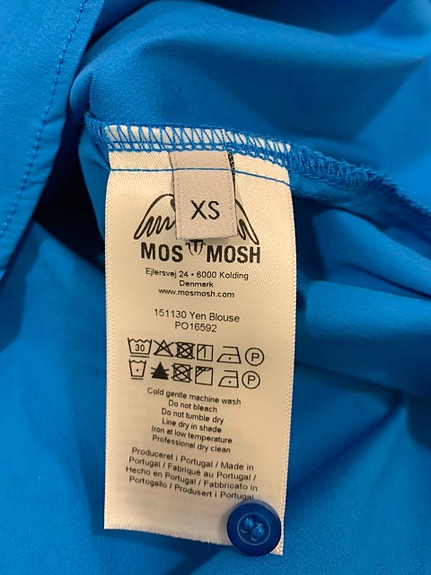 XS
MOS MOSH
Ejlersvej 24 • 6000 Kolding
Denmark
www.mosmosh.com
151130 Yen Blouse
PO16592
30 P
P
Cold gentle machine wash
Do not bleach
Do not tumble dry
Line dry in shade
Iron at low temperature
Professional dry clean
Produceret i Portugal / Made in
Portugal / Fabriqué au Portugal /
Hecho en Portugal / Fabbricato in
Portogallo / Produsert i Portugal